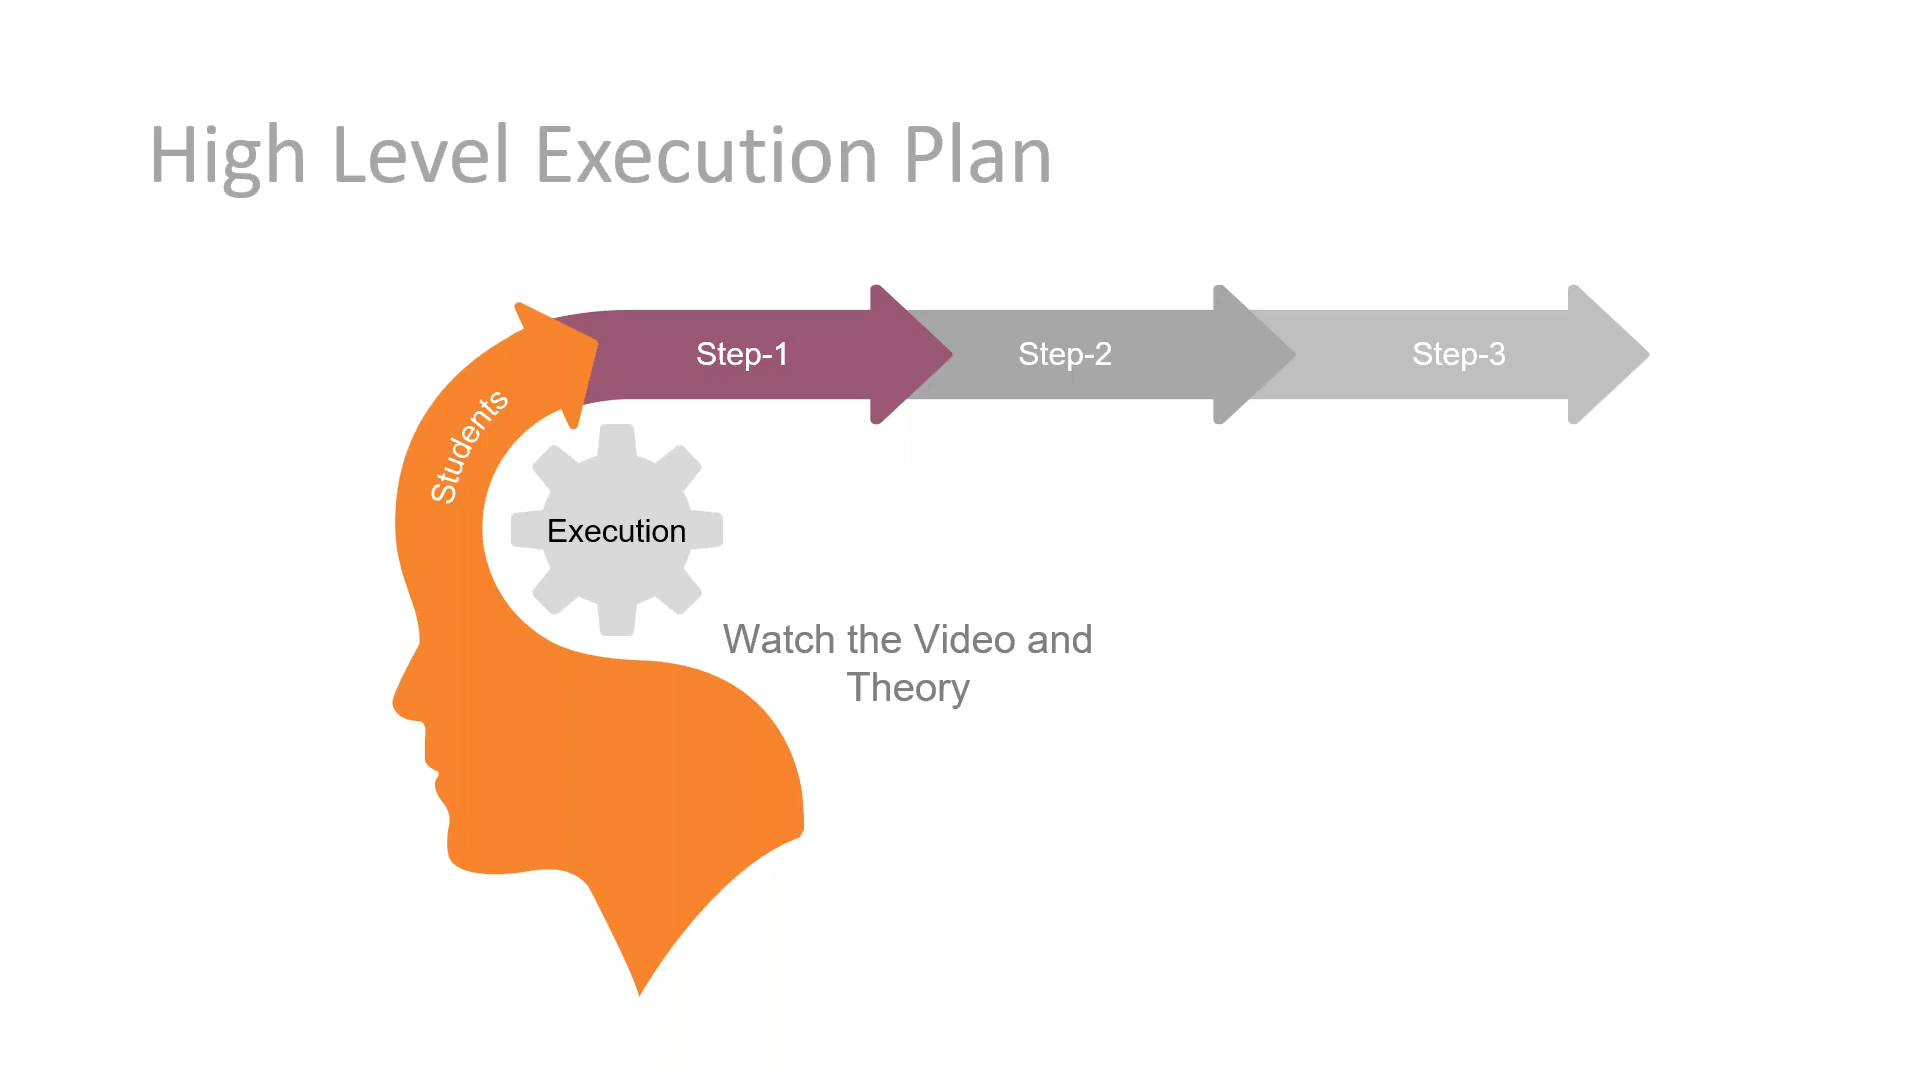 High Level Execution Plan
Step-1
Step-2
Step-3
Students
Execution
Watch the Video and
Theory